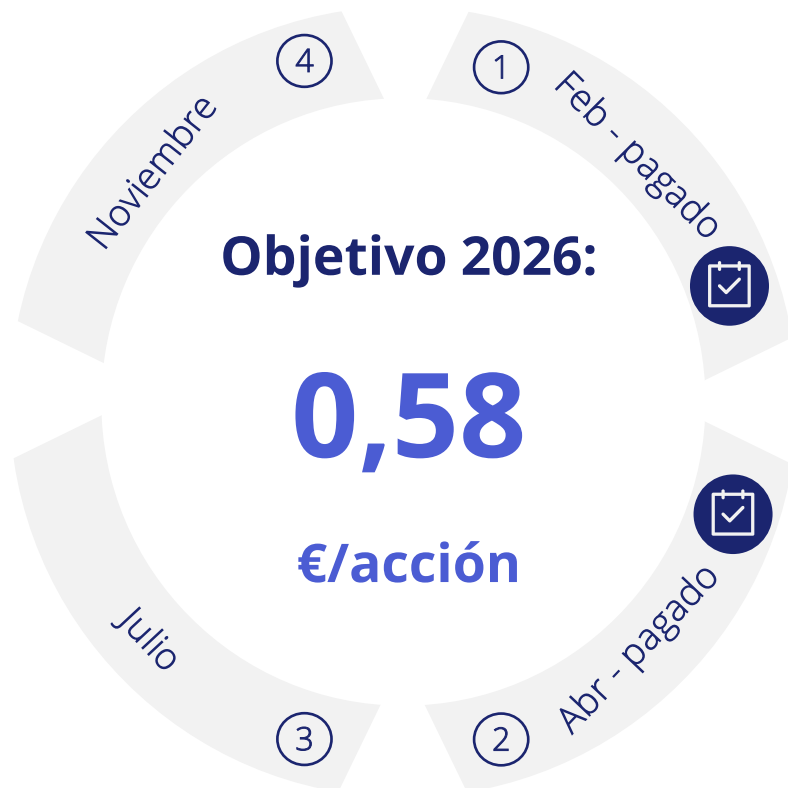 Objetivo 2026:
0,58
€/acción
1
Feb - pagado
2
Abr - pagado
3
Julio
4
Noviembre